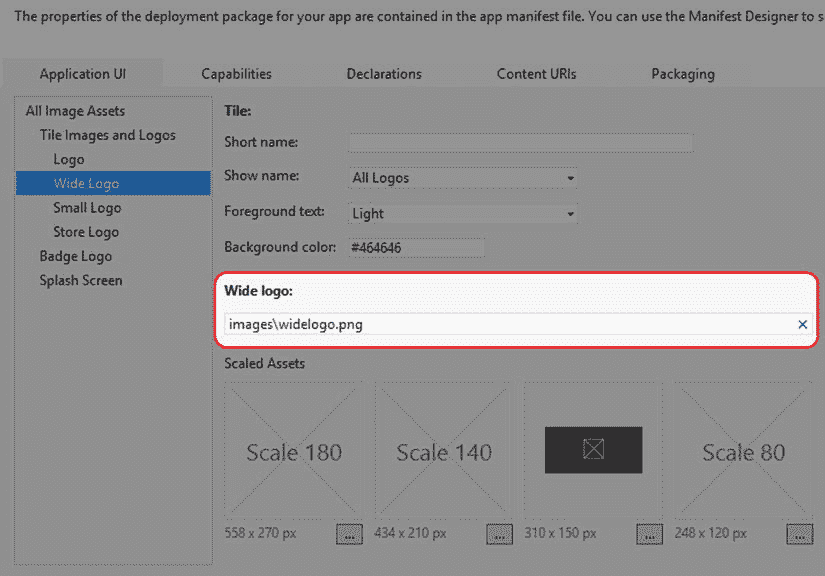 The properties of the deployment package for your app are contained in the app manifest file. You can use the Manifest Designer to s
Application UI Capabilities Declarations Content URIs Packaging
All Image Assets
Tile Images and Logos
Logo
Wide Logo
Small Logo
Store Logo
Badge Logo
Splash Screen
Tile:
Short name:
Show name: All Logos
Foreground text: Light
Background color: #464646
Wide logo:
images\widelogo.png
Scaled Assets
Scale 180 Scale 140 Scale 80
558 x 270 px ... 434 x 210 px ... 310 x 150 px ... 248 x 120 px ...